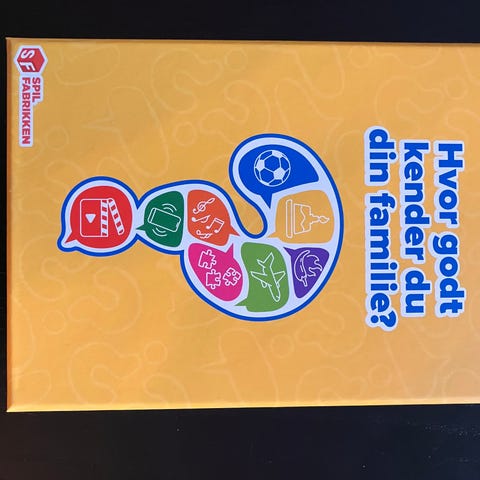 Hvor godt
kender du
din familie?
SPIL
FABRIKKEN
SF